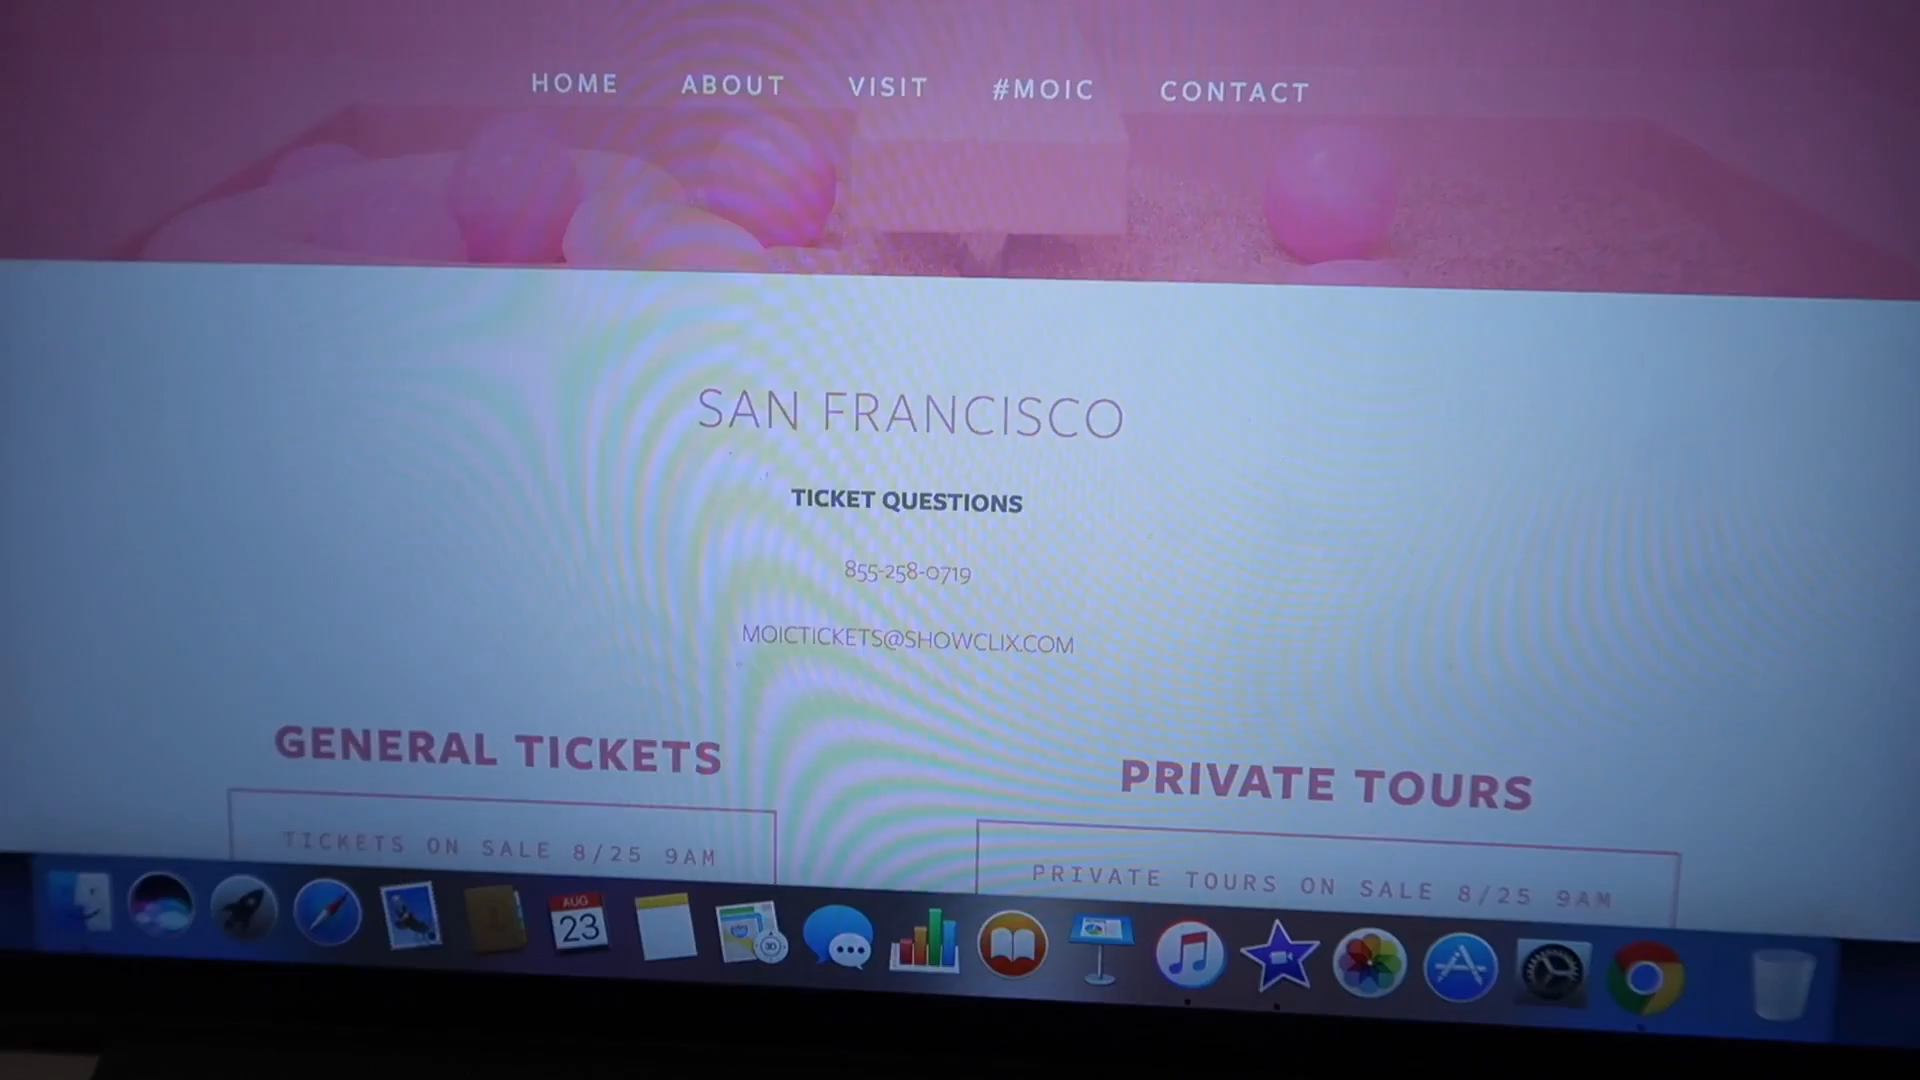 HOME ABOUT VISIT #MOIC CONTACT
SAN FRANCISCO
TICKET QUESTIONS
855-258-0719
MOICTICKETS@SHOWCLIX.COM
GENERAL TICKETS
PRIVATE TOURS
TICKETS ON SALE 8/25 9AM
PRIVATE TOURS ON SALE 8/25 9AM
AUG
23
3D